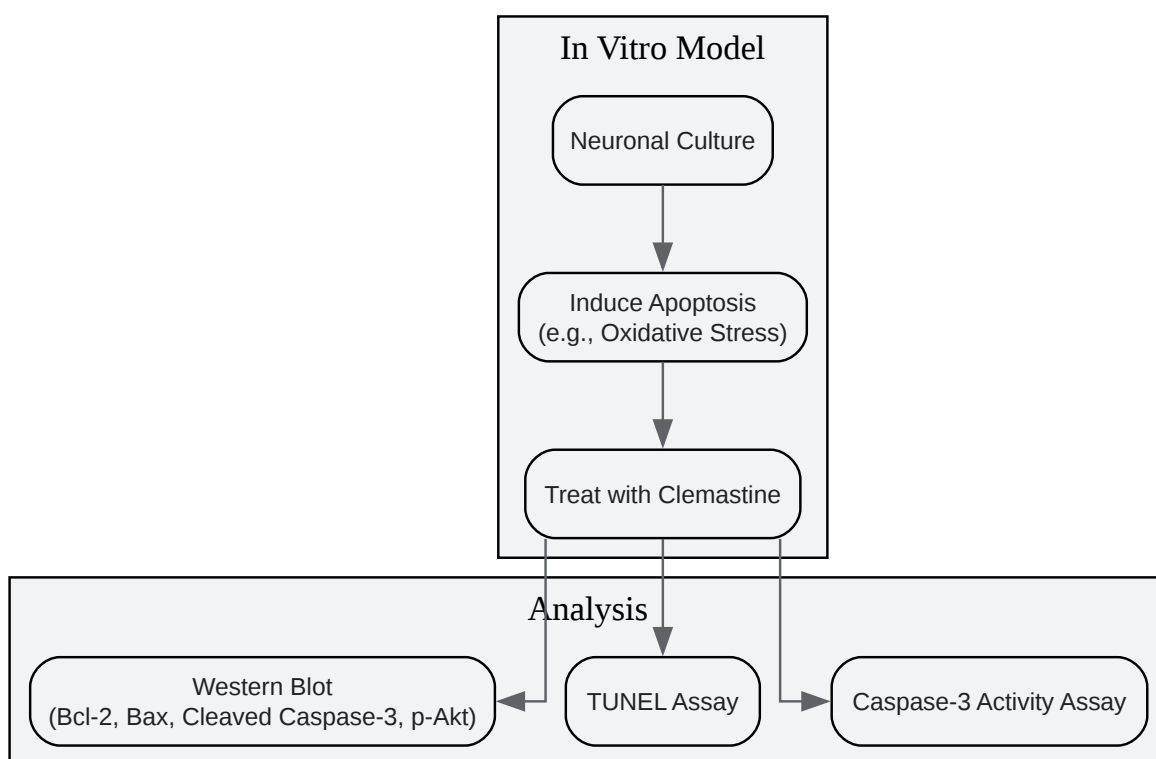 In Vitro Model
Neuronal Culture
Induce Apoptosis
(e.g., Oxidative Stress)
Treat with Clemastine
Analysis
Western Blot
(Bcl-2, Bax, Cleaved Caspase-3, p-Akt)
TUNEL Assay
Caspase-3 Activity Assay